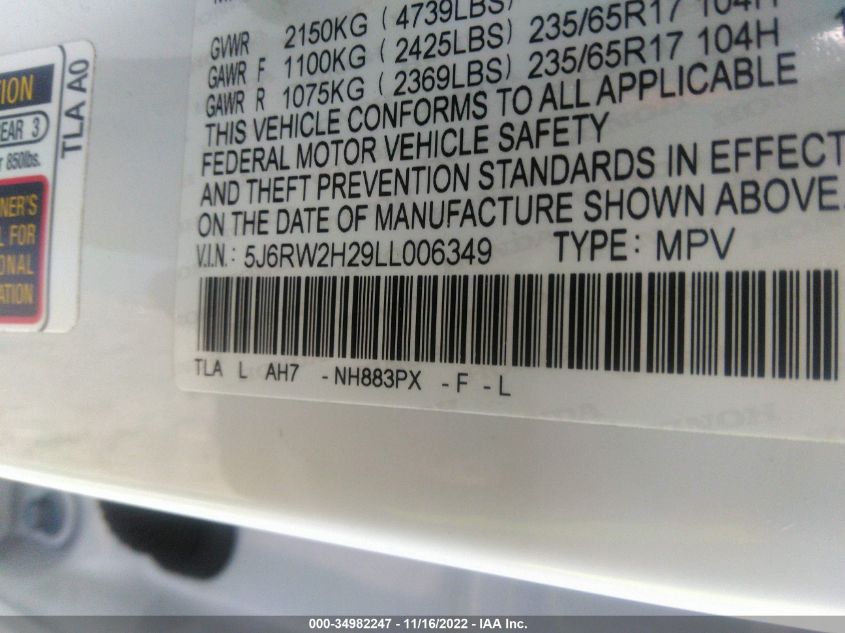 GVWR 2150KG ( 4739LBS)
GAWR F 1100KG ( 2425LBS) 235/65R17 104H
GAWR R 1075KG ( 2369LBS) 235/65R17 104H
THIS VEHICLE CONFORMS TO ALL APPLICABLE
FEDERAL MOTOR VEHICLE SAFETY
AND THEFT PREVENTION STANDARDS IN EFFECT
ON THE DATE OF MANUFACTURE SHOWN ABOVE.
V.I.N.: 5J6RW2H29LL006349 TYPE: MPV
TLA L AH7 -NH883PX -F -L
TION
EAR 3
850lbs.
NER'S
L FOR
ONAL
ATION
TLA A0
000-34982247 - 11/16/2022 - IAA Inc.